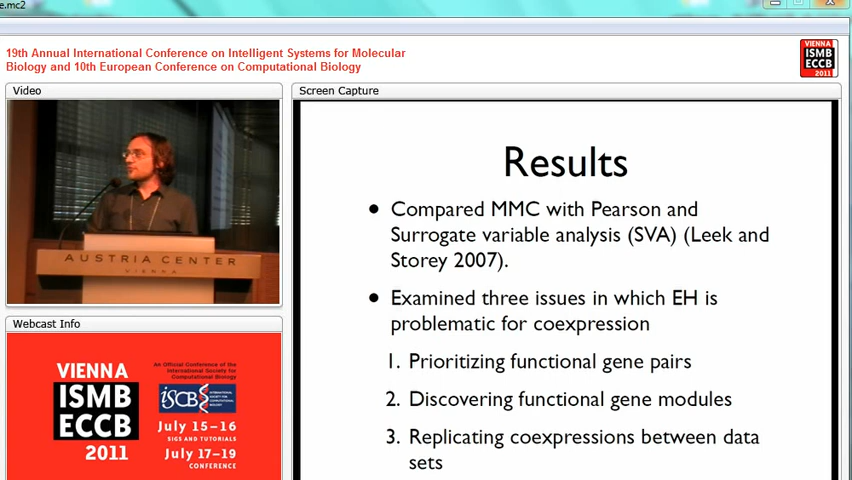 e.mc2
19th Annual International Conference on Intelligent Systems for Molecular
Biology and 10th European Conference on Computational Biology
VIENNA
ISMB
ECCB
2011
Video
Screen Capture
AUSTRIA CENTER
VIENNA
Results
• Compared MMC with Pearson and
Surrogate variable analysis (SVA) (Leek and
Storey 2007).
• Examined three issues in which EH is
problematic for coexpression
1. Prioritizing functional gene pairs
2. Discovering functional gene modules
3. Replicating coexpressions between data
sets
Webcast Info
VIENNA
ISMB
ECCB
2011
An Official Conference of the
International Society for
Computational Biology
ISCB
INTERNATIONAL
SOCIETY FOR
COMPUTATIONAL
BIOLOGY
July 15–16
SIGS AND TUTORIALS
July 17–19
CONFERENCE